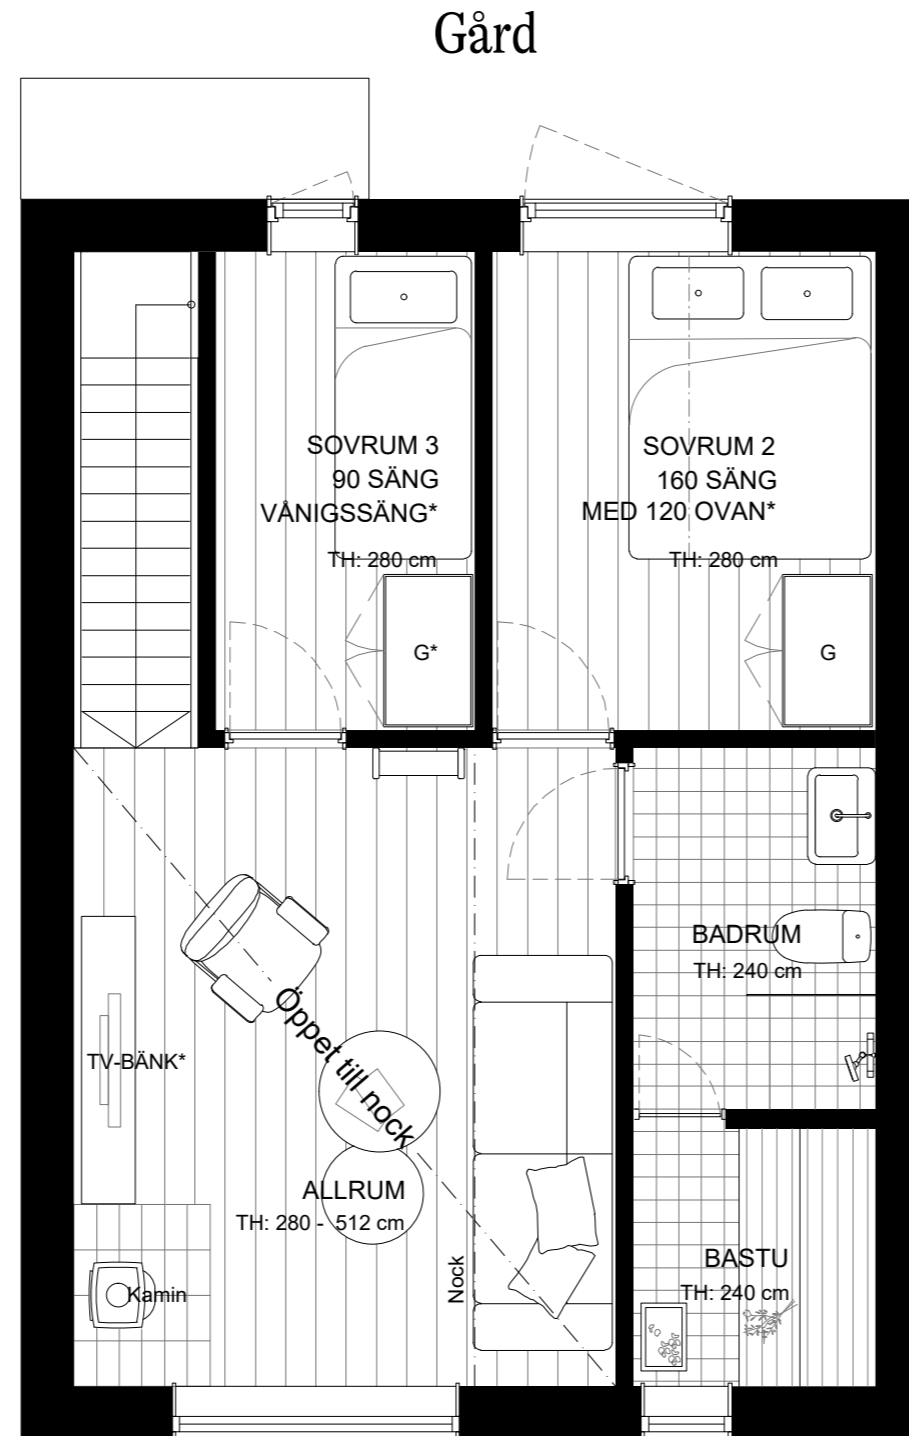 Gård
SOVRUM 3
90 SÄNG
VÅNIGSSÄNG*
TH: 280 cm
SOVRUM 2
160 SÄNG
MED 120 OVAN*
TH: 280 cm
G*
G
BADRUM
TH: 240 cm
Öppet till nock
TV-BÄNK*
ALLRUM
TH: 280 - 512 cm
Nock
Kamin
BASTU
TH: 240 cm